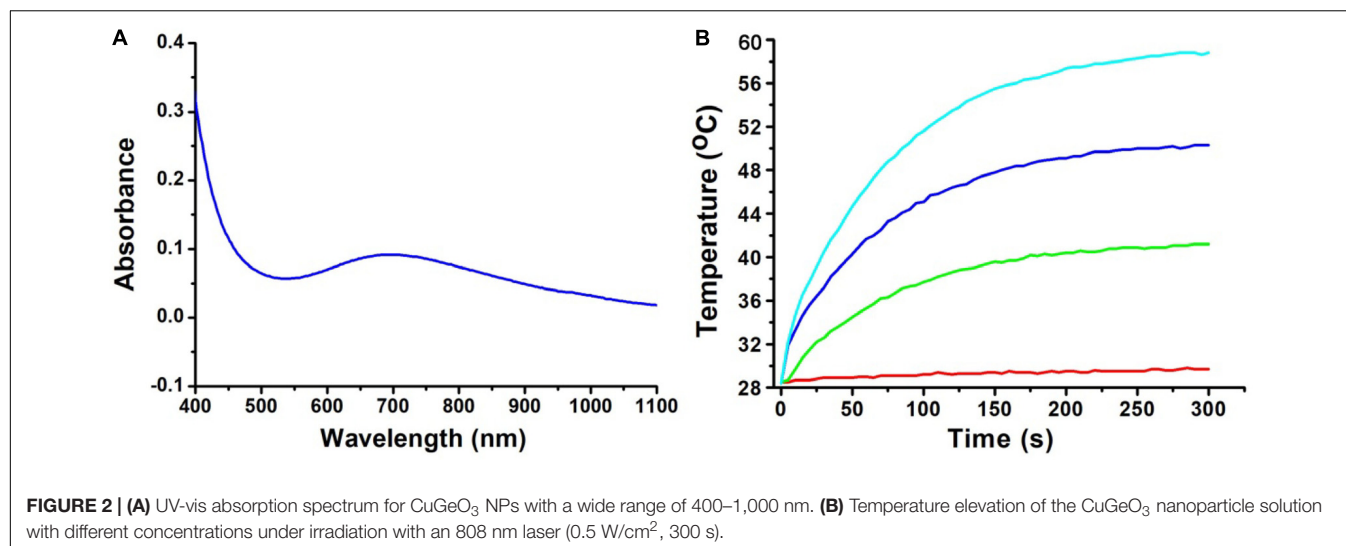 A
Absorbance
0.4
0.3
0.2
0.1
0.0
-0.1
400 500 600 700 800 900 1000 1100
Wavelength (nm)
B
Temperature (°C)
60
56
52
48
44
40
36
32
28
0 50 100 150 200 250 300
Time (s)
FIGURE 2 | (A) UV-vis absorption spectrum for CuGeO₃ NPs with a wide range of 400–1,000 nm. (B) Temperature elevation of the CuGeO₃ nanoparticle solution
with different concentrations under irradiation with an 808 nm laser (0.5 W/cm², 300 s).